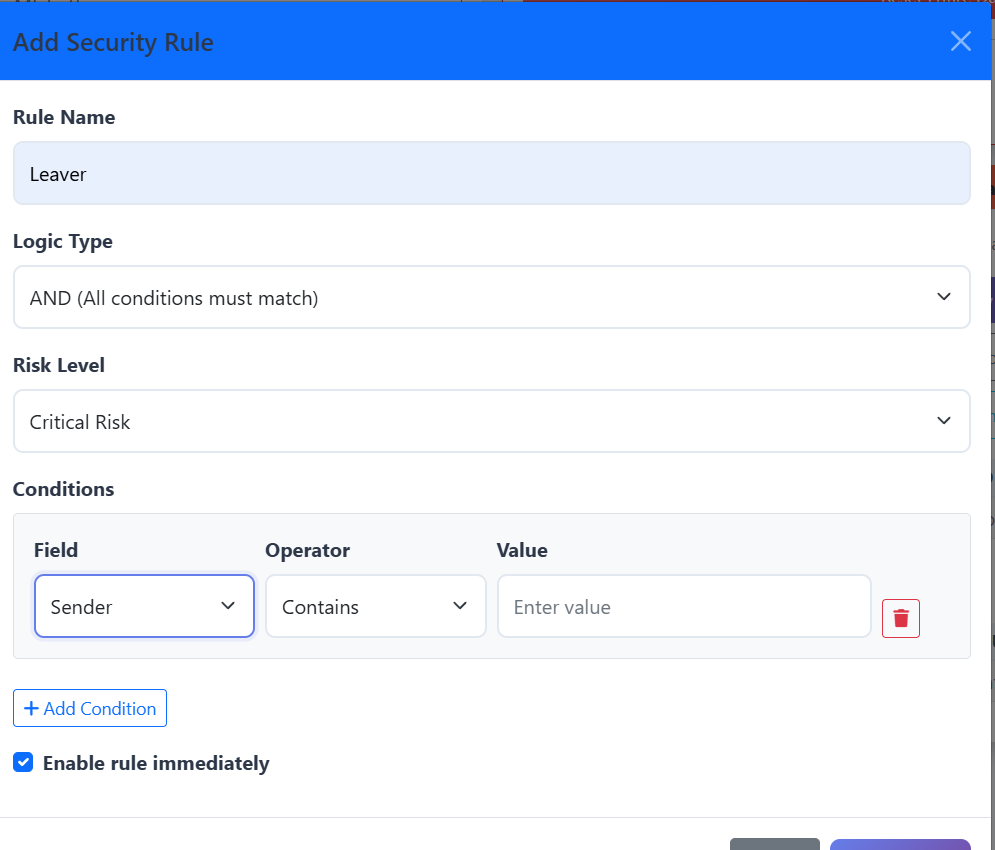 Add Security Rule
Rule Name
Leaver
Logic Type
AND (All conditions must match)
Risk Level
Critical Risk
Conditions
Field Operator Value
Sender Contains Enter value
Add Condition
Enable rule immediately